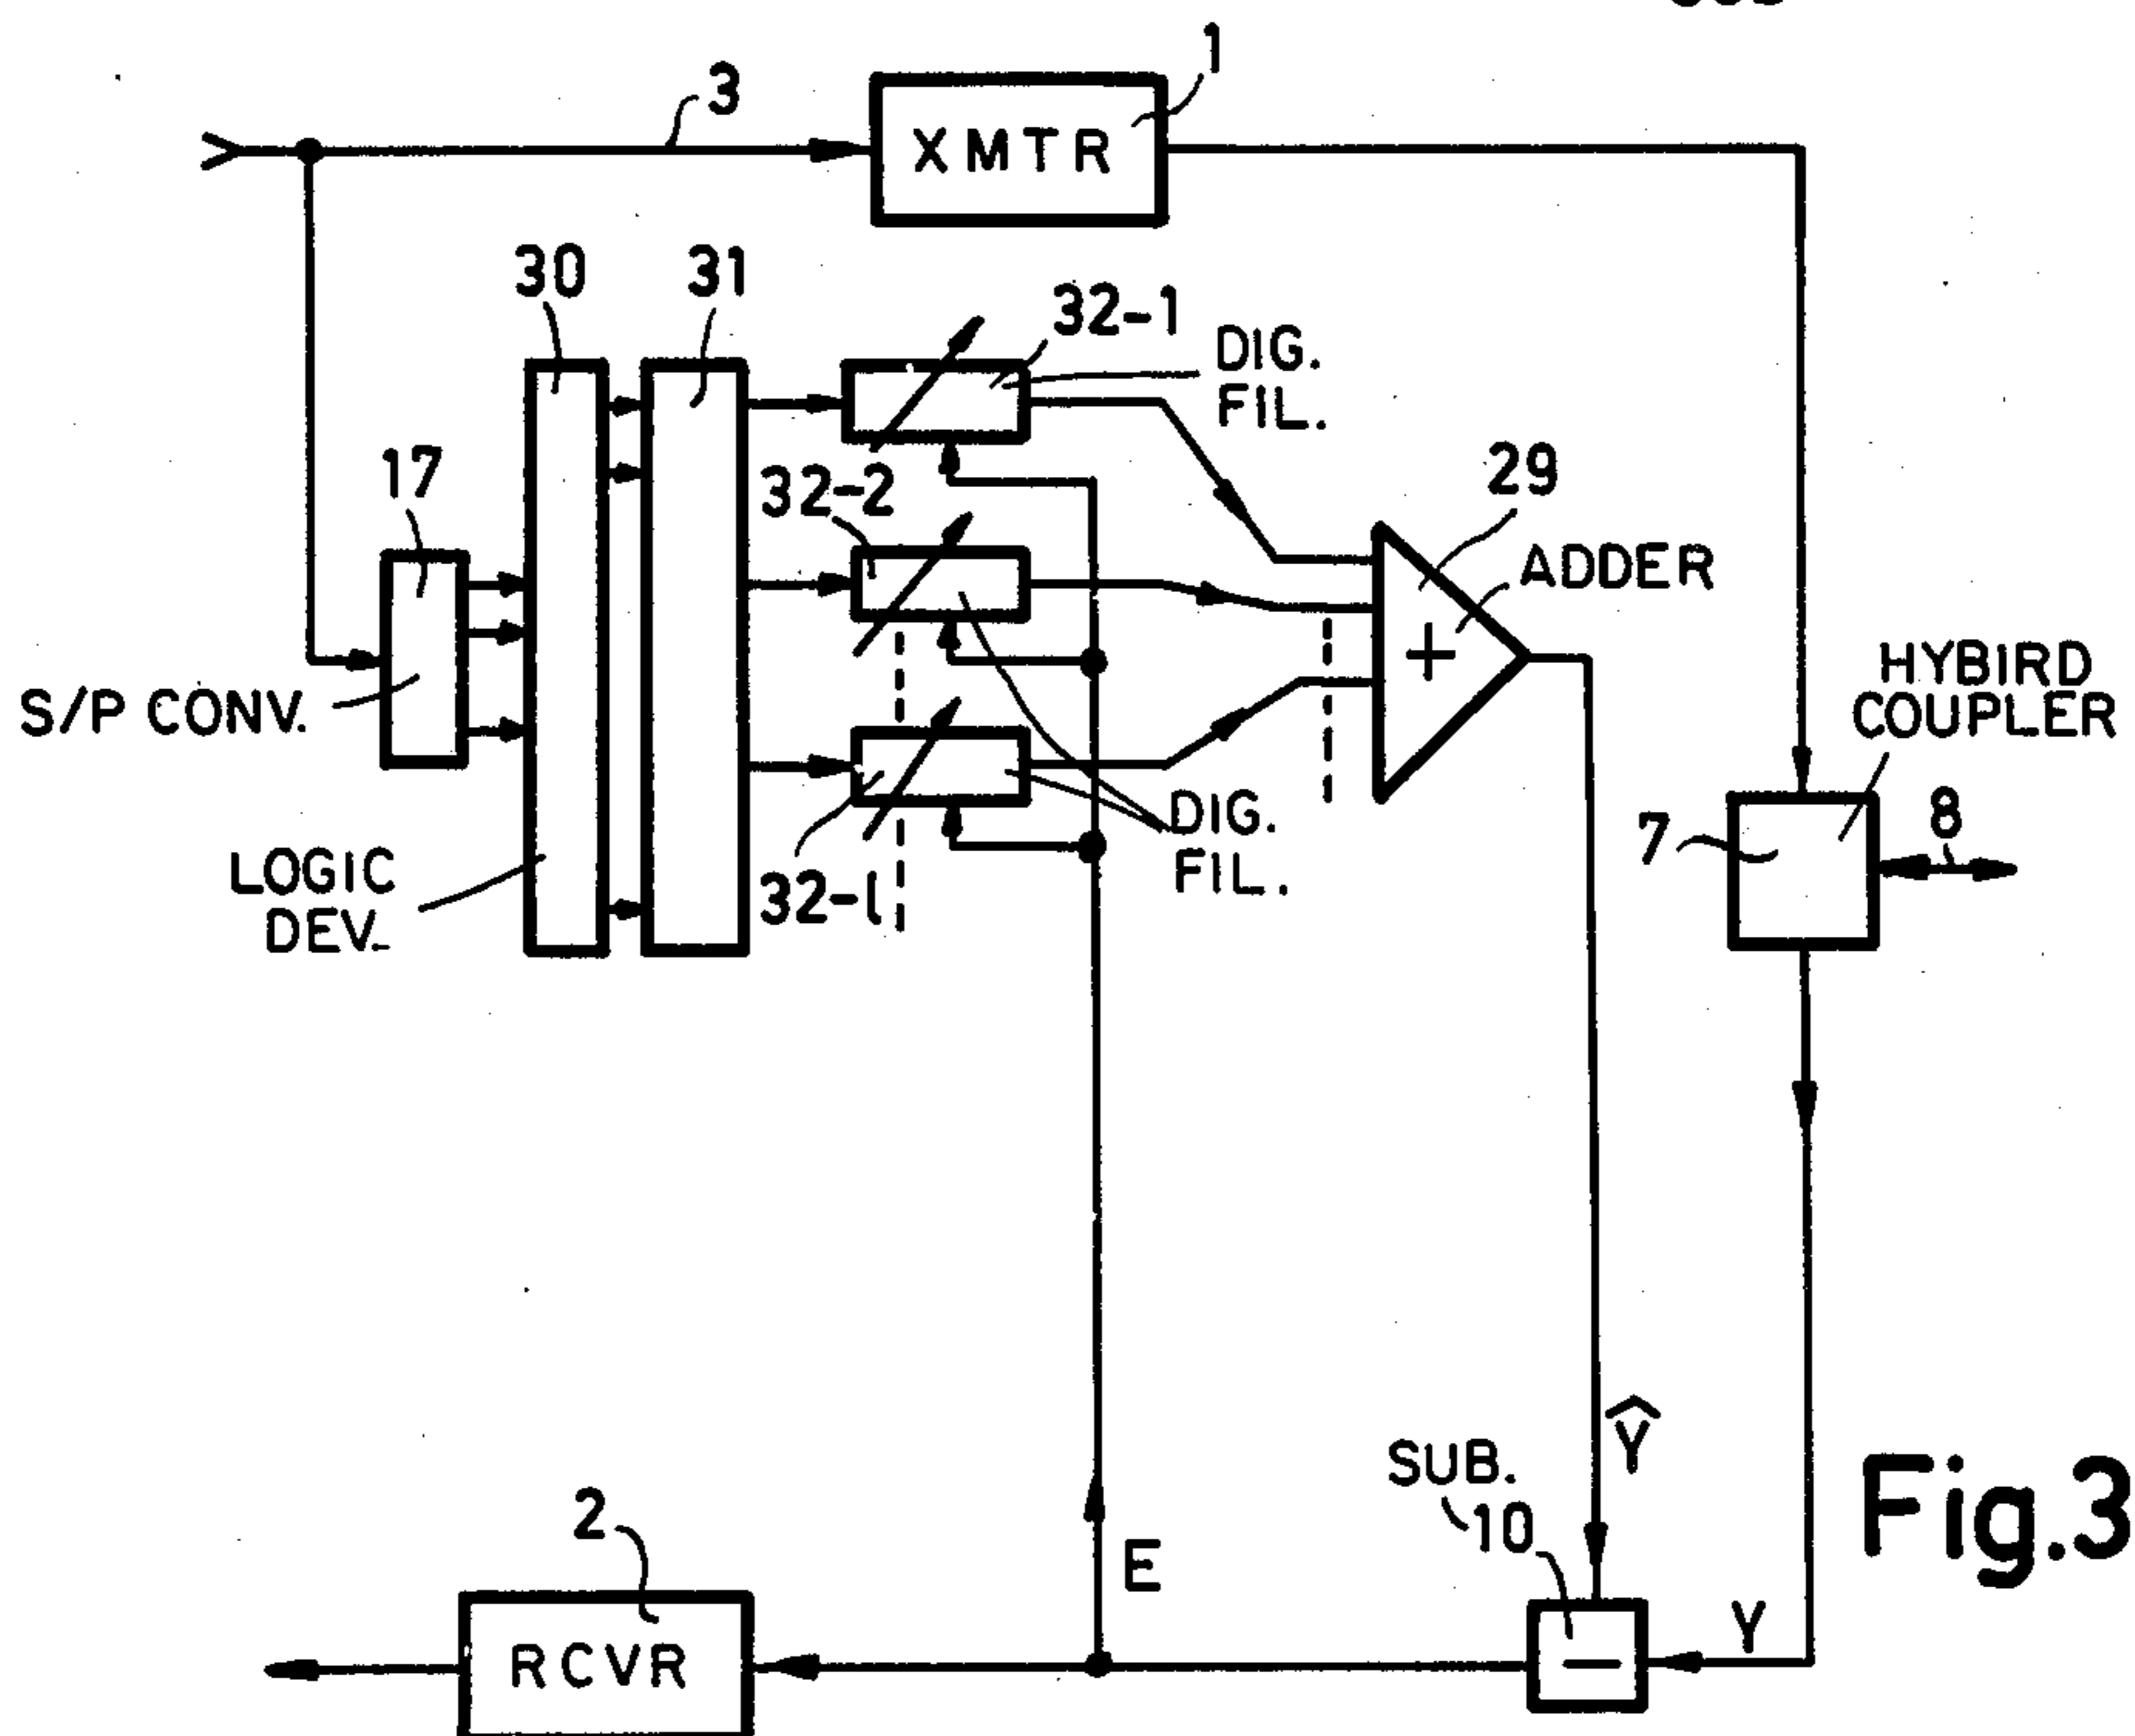 1
3
XMTR
30
31
32-1
DIG.
FIL.
17
32-2
29
ADDER
+
HYBIRD
COUPLER
S/P CONV.
7
8
DIG.
FIL.
LOGIC
DEV.
32-l
Ŷ
SUB.
10
Fig.3
2
E
Y
RCVR
−